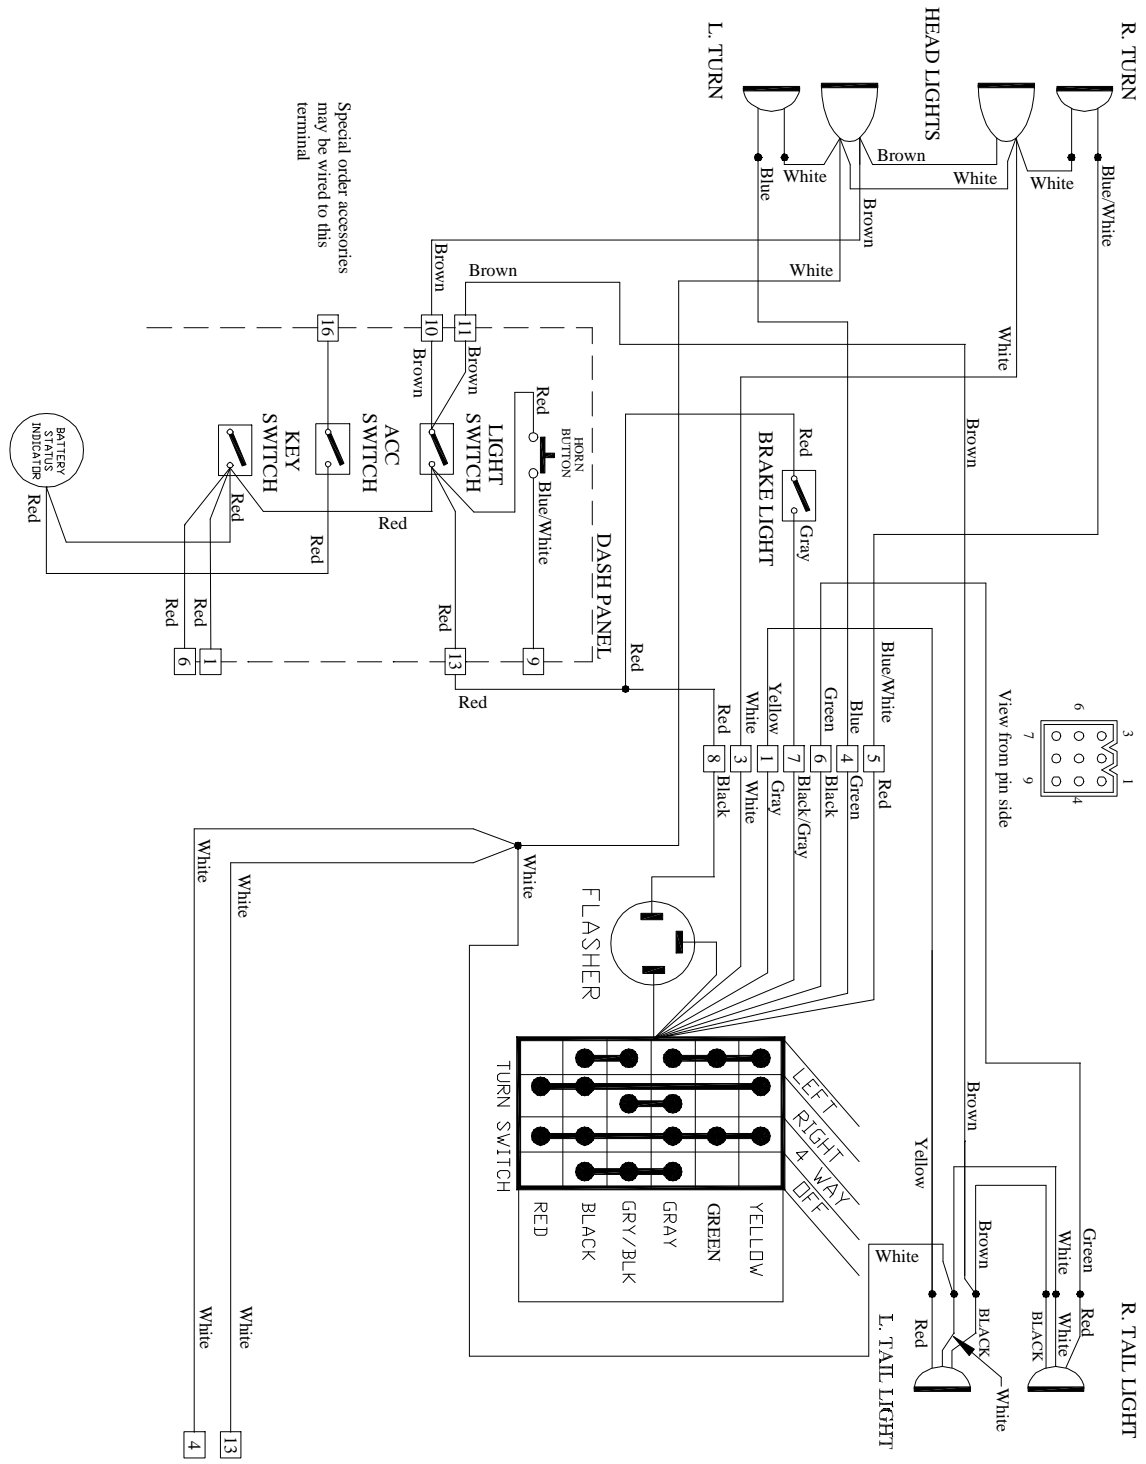 L. TURN
HEAD LIGHTS
R. TURN
Brown
White
White
White
Blue
Blue/White
Brown
White
Brown
Brown
White
Special order accesories
may be wired to this
terminal
16
10
11
Brown
Brown
Brown
Red
HORN
BUTTON
BATTERY
STATUS
INDICATOR
KEY
SWITCH
ACC
SWITCH
LIGHT
SWITCH
BRAKE LIGHT
Red
Gray
Red
Red
Red
Red
Blue/White
DASH PANEL
Red
Red
Red
Red
6
1
13
9
Red
Red
White
Yellow
Green
Blue
Blue/White
8
3
1
7
6
4
5
Black
White
Gray
Black/Gray
Black
Green
Red
View from pin side
6
7
3
1
4
9
White
White
White
FLASHER
TURN SWITCH
LEFT
RIGHT
4 WAY
OFF
RED
BLACK
GRY/BLK
GRAY
GREEN
YELLOW
Brown
Yellow
White
Brown
White
Green
BLACK
Red
BLACK
White
Red
White
L. TAIL LIGHT
R. TAIL LIGHT
White
White
4
13